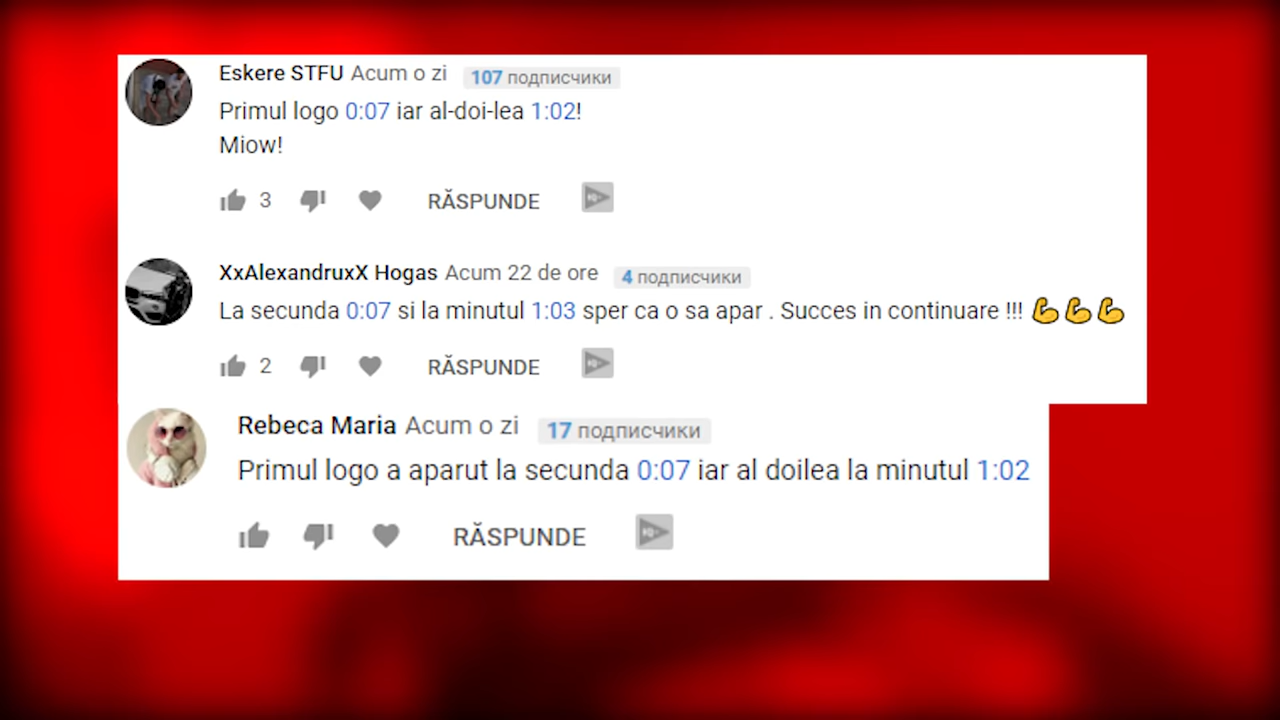 Eskere STFU Acum o zi 107 подписчики
Primul logo 0:07 iar al-doi-lea 1:02!
Miow!
3 RĂSPUNDE
XxAlexandruxX Hogas Acum 22 de ore 4 подписчики
La secunda 0:07 si la minutul 1:03 sper ca o sa apar . Succes in continuare !!! 💪💪💪
2 RĂSPUNDE
Rebeca Maria Acum o zi 17 подписчики
Primul logo a aparut la secunda 0:07 iar al doilea la minutul 1:02
RĂSPUNDE